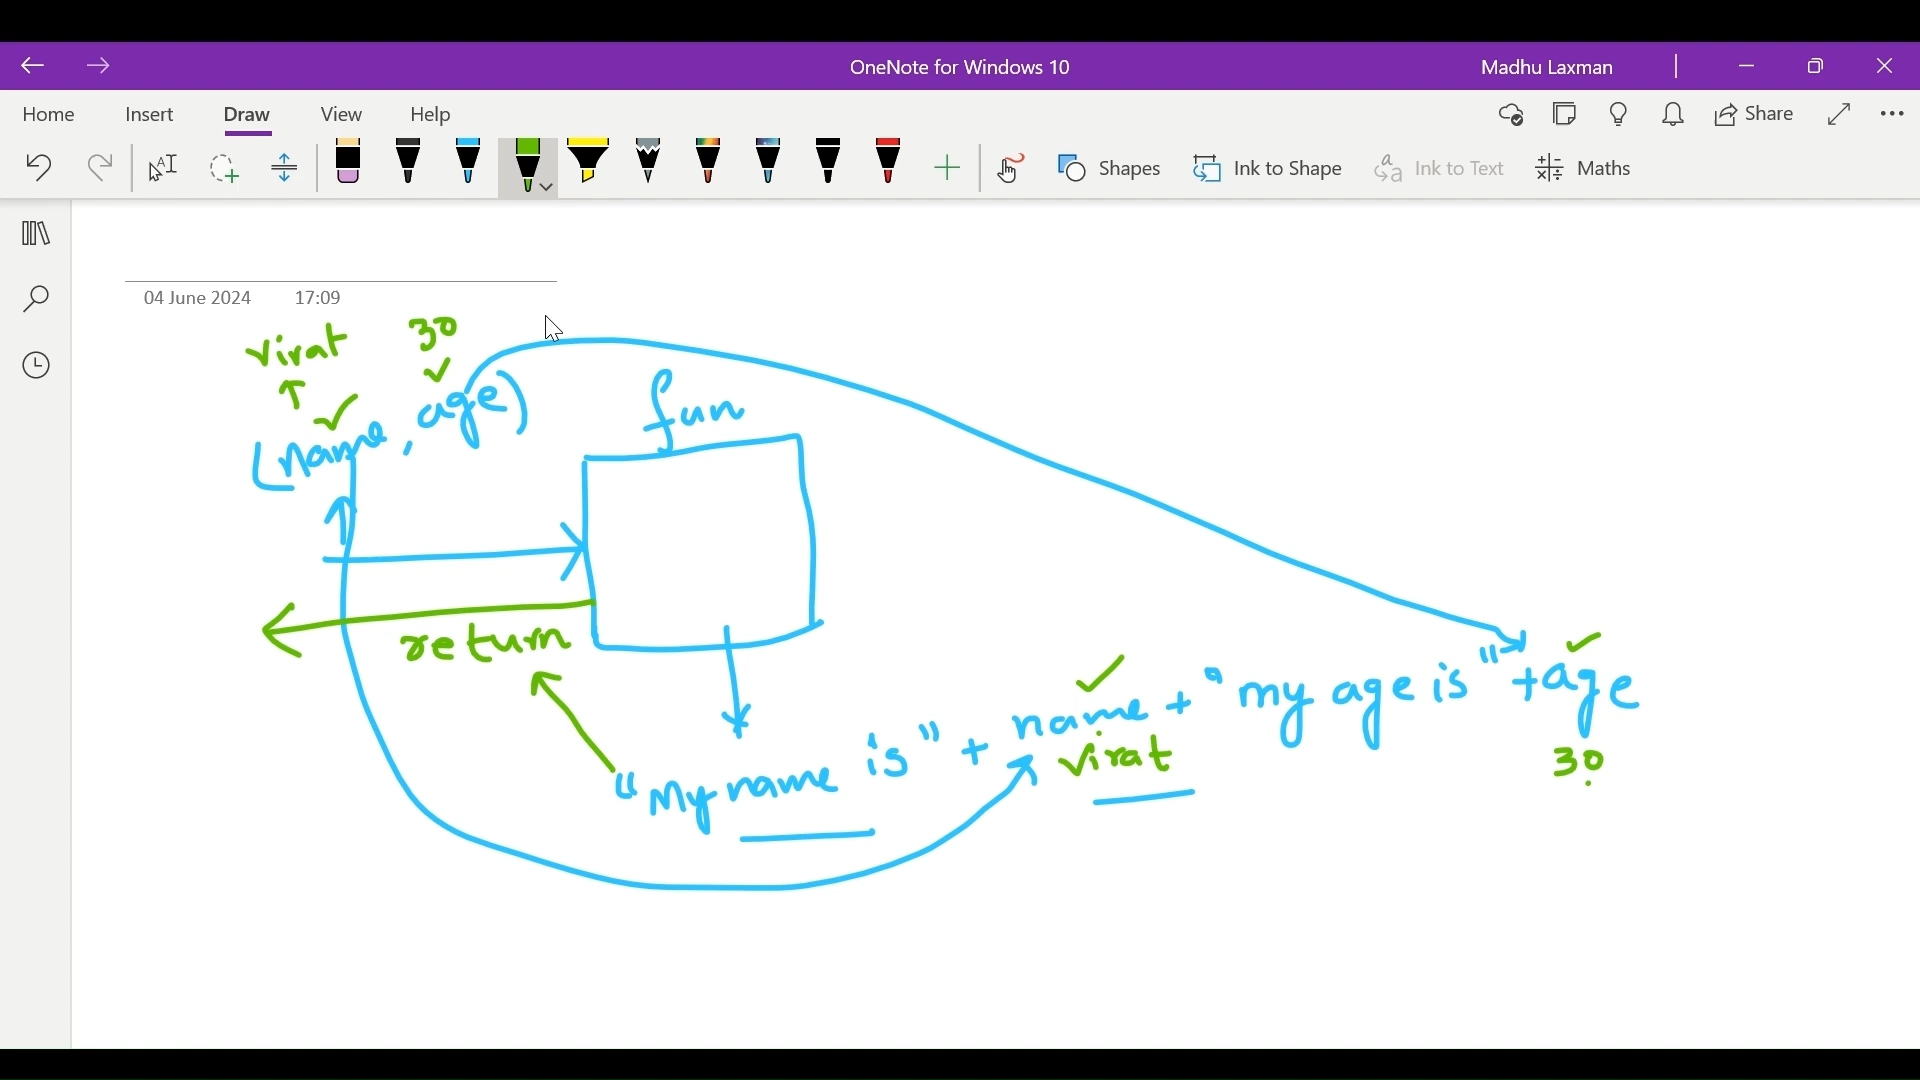 OneNote for Windows 10
Madhu Laxman
Home Insert Draw View Help
Share
Shapes Ink to Shape Ink to Text Maths
04 June 2024 17:09
virat 30
(name, age)
fun
return
"My name is" + name + "my age is" + age
virat 30